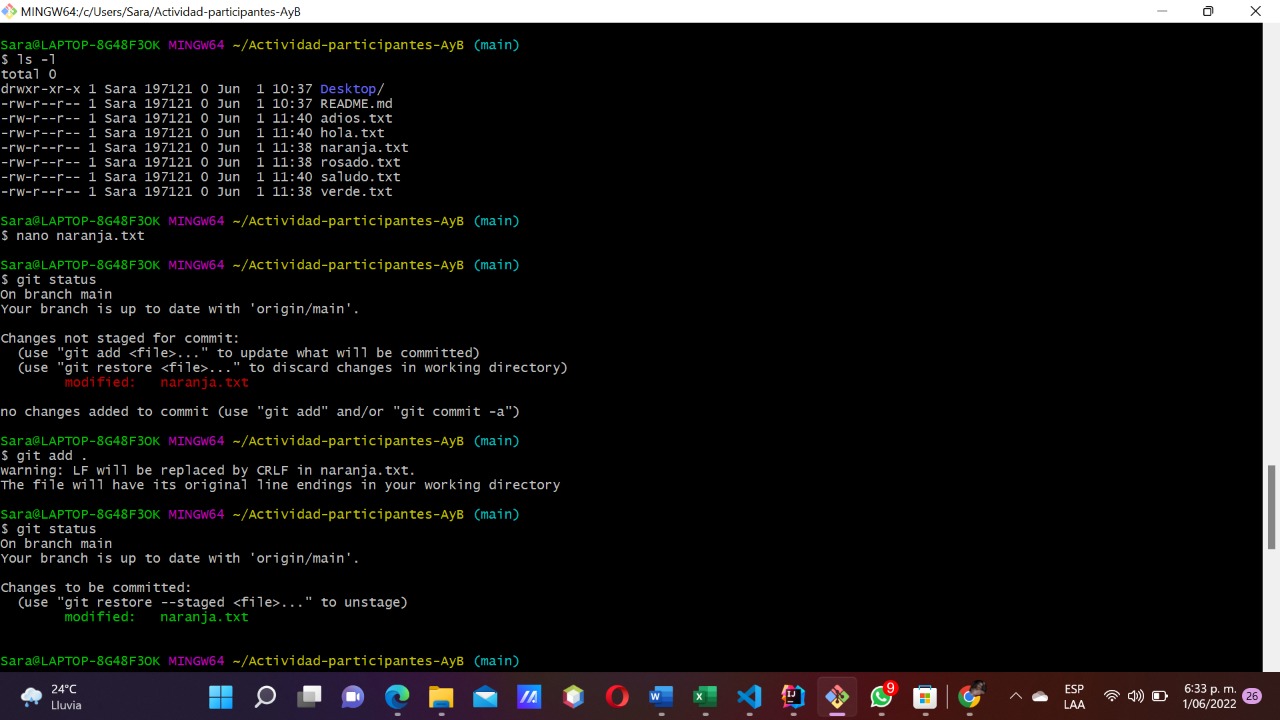 MINGW64:/c/Users/Sara/Actividad-participantes-AyB
Sara@LAPTOP-8G48F3OK MINGW64 ~/Actividad-participantes-AyB (main)
$ ls -l
total 0
drwxr-xr-x 1 Sara 197121 0 Jun  1 10:37 Desktop/
-rw-r--r-- 1 Sara 197121 0 Jun  1 10:37 README.md
-rw-r--r-- 1 Sara 197121 0 Jun  1 11:40 adios.txt
-rw-r--r-- 1 Sara 197121 0 Jun  1 11:40 hola.txt
-rw-r--r-- 1 Sara 197121 0 Jun  1 11:38 naranja.txt
-rw-r--r-- 1 Sara 197121 0 Jun  1 11:38 rosado.txt
-rw-r--r-- 1 Sara 197121 0 Jun  1 11:40 saludo.txt
-rw-r--r-- 1 Sara 197121 0 Jun  1 11:38 verde.txt
Sara@LAPTOP-8G48F3OK MINGW64 ~/Actividad-participantes-AyB (main)
$ nano naranja.txt
Sara@LAPTOP-8G48F3OK MINGW64 ~/Actividad-participantes-AyB (main)
$ git status
On branch main
Your branch is up to date with 'origin/main'.
Changes not staged for commit:
  (use "git add <file>..." to update what will be committed)
  (use "git restore <file>..." to discard changes in working directory)
        modified:   naranja.txt
no changes added to commit (use "git add" and/or "git commit -a")
Sara@LAPTOP-8G48F3OK MINGW64 ~/Actividad-participantes-AyB (main)
$ git add .
warning: LF will be replaced by CRLF in naranja.txt.
The file will have its original line endings in your working directory
Sara@LAPTOP-8G48F3OK MINGW64 ~/Actividad-participantes-AyB (main)
$ git status
On branch main
Your branch is up to date with 'origin/main'.
Changes to be committed:
  (use "git restore --staged <file>..." to unstage)
        modified:   naranja.txt
Sara@LAPTOP-8G48F3OK MINGW64 ~/Actividad-participantes-AyB (main)
24°C
Lluvia
9
ESP
LAA
6:33 p. m.
1/06/2022
26